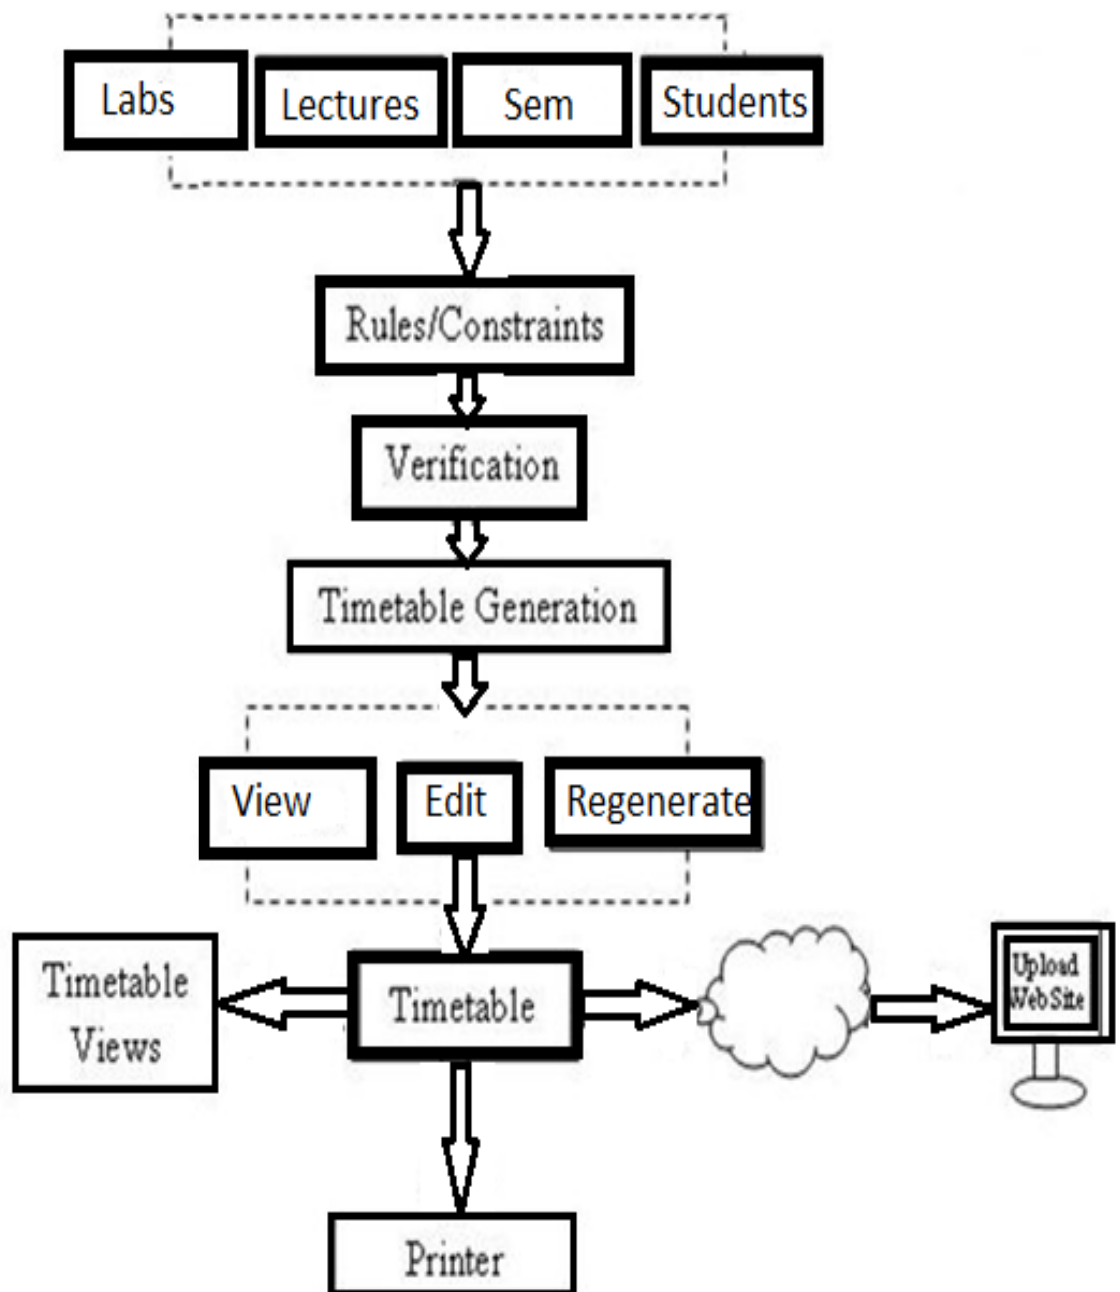 Labs
Lectures
Sem
Students
Rules/Constraints
Verification
Timetable Generation
View
Edit
Regenerate
Timetable
Views
Timetable
Upload
Web Site
Printer